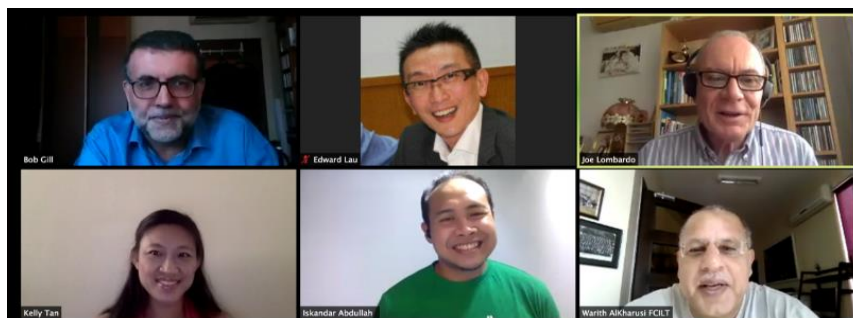 Bob Gill
Edward Lau
Joe Lombardo
Kelly Tan
Iskandar Abdullah
Warith AlKharusi FCILT